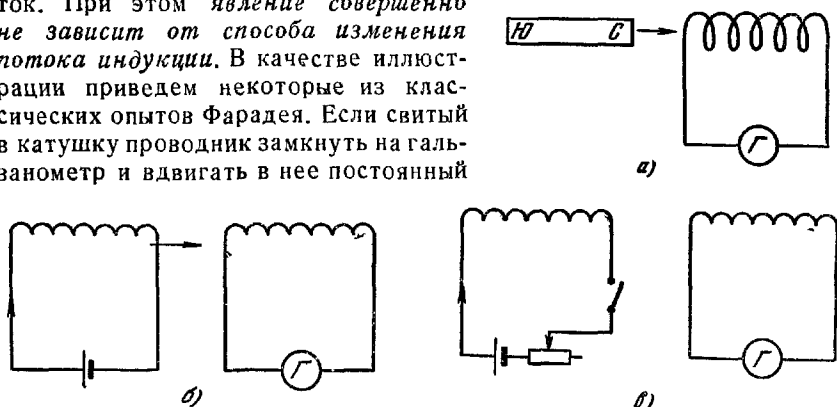 ток. При этом явление совершенно
не зависит от способа изменения
потока индукции. В качестве иллюст-
рации приведем некоторые из клас-
сических опытов Фарадея. Если свитый
в катушку проводник замкнуть на галь-
ванометр и вдвигать в нее постоянный
Ю С
Г
а)
Г
б)
Г
в)